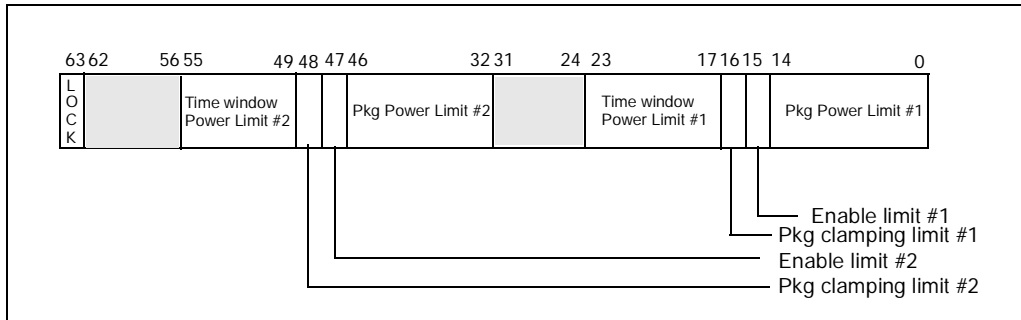 63 62 56 55 49 48 47 46 32 31 24 23 17 16 15 14 0
L
O
C
K
Time window
Power Limit #2
Pkg Power Limit #2
Time window
Power Limit #1
Pkg Power Limit #1
Enable limit #1
Pkg clamping limit #1
Enable limit #2
Pkg clamping limit #2